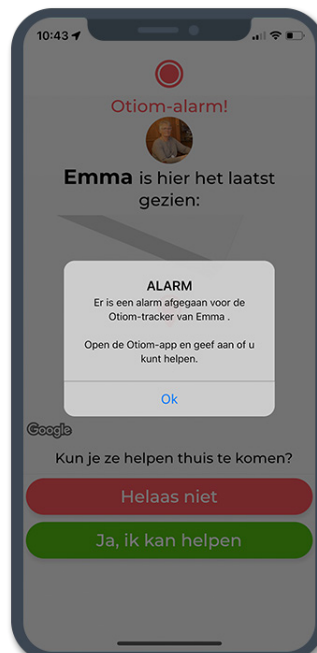 10:43
Otiom-alarm!
Emma is hier het laatst
gezien:
ALARM
Er is een alarm afgegaan voor de
Otiom-tracker van Emma .
Open de Otiom-app en geef aan of u
kunt helpen.
Ok
Google
Kun je ze helpen thuis te komen?
Helaas niet
Ja, ik kan helpen